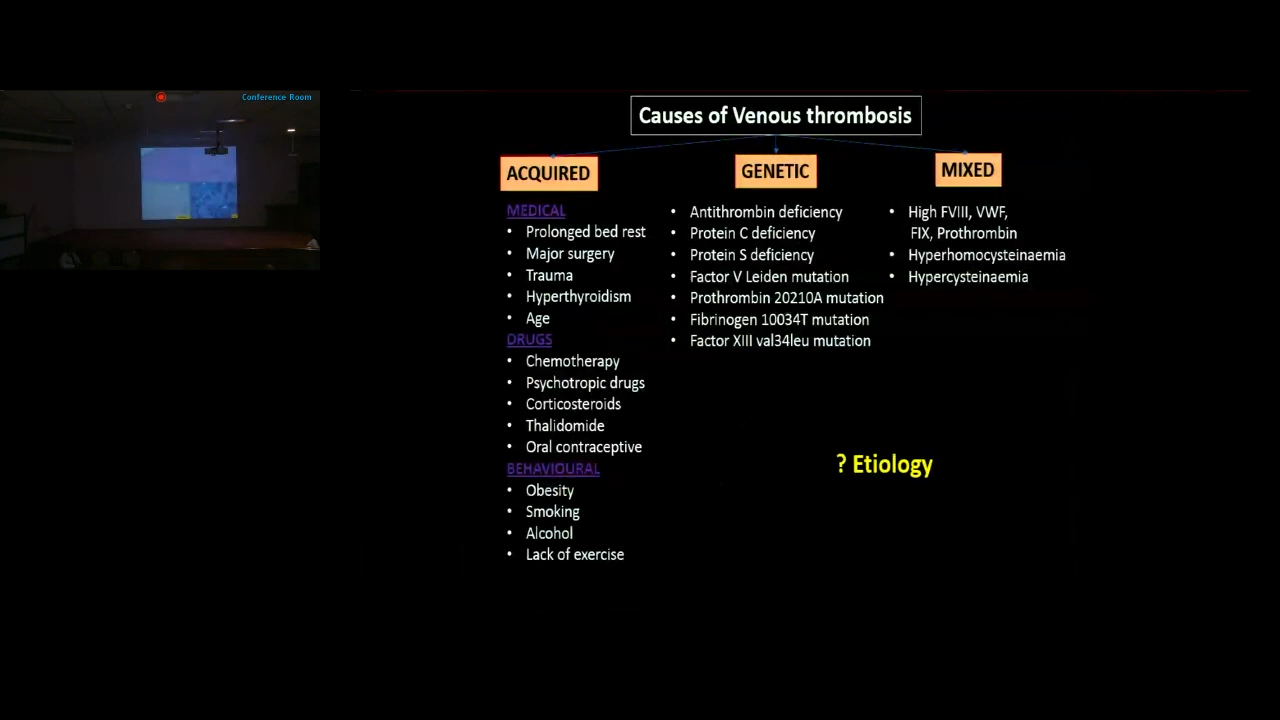 Conference Room
Causes of Venous thrombosis
ACQUIRED
MEDICAL
• Prolonged bed rest
• Major surgery
• Trauma
• Hyperthyroidism
• Age
DRUGS
• Chemotherapy
• Psychotropic drugs
• Corticosteroids
• Thalidomide
• Oral contraceptive
BEHAVIOURAL
• Obesity
• Smoking
• Alcohol
• Lack of exercise
GENETIC
• Antithrombin deficiency
• Protein C deficiency
• Protein S deficiency
• Factor V Leiden mutation
• Prothrombin 20210A mutation
• Fibrinogen 10034T mutation
• Factor XIII val34leu mutation
MIXED
• High FVIII, VWF,
FIX, Prothrombin
• Hyperhomocysteinaemia
• Hypercysteinaemia
? Etiology